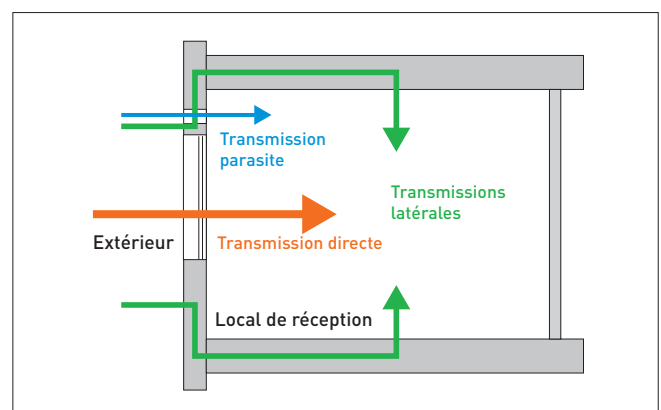 Transmission
parasite
Transmissions
latérales
Extérieur
Transmission directe
Local de réception